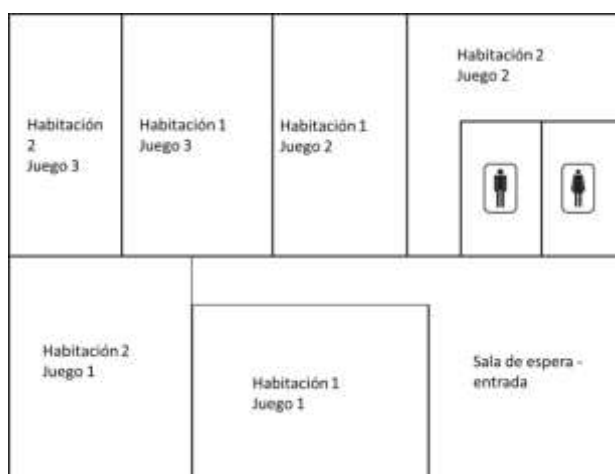 Habitación 2
Juego 2
Habitación
2
Juego 3
Habitación 1
Juego 3
Habitación 1
Juego 2
Habitación 2
Juego 1
Habitación 1
Juego 1
Sala de espera -
entrada